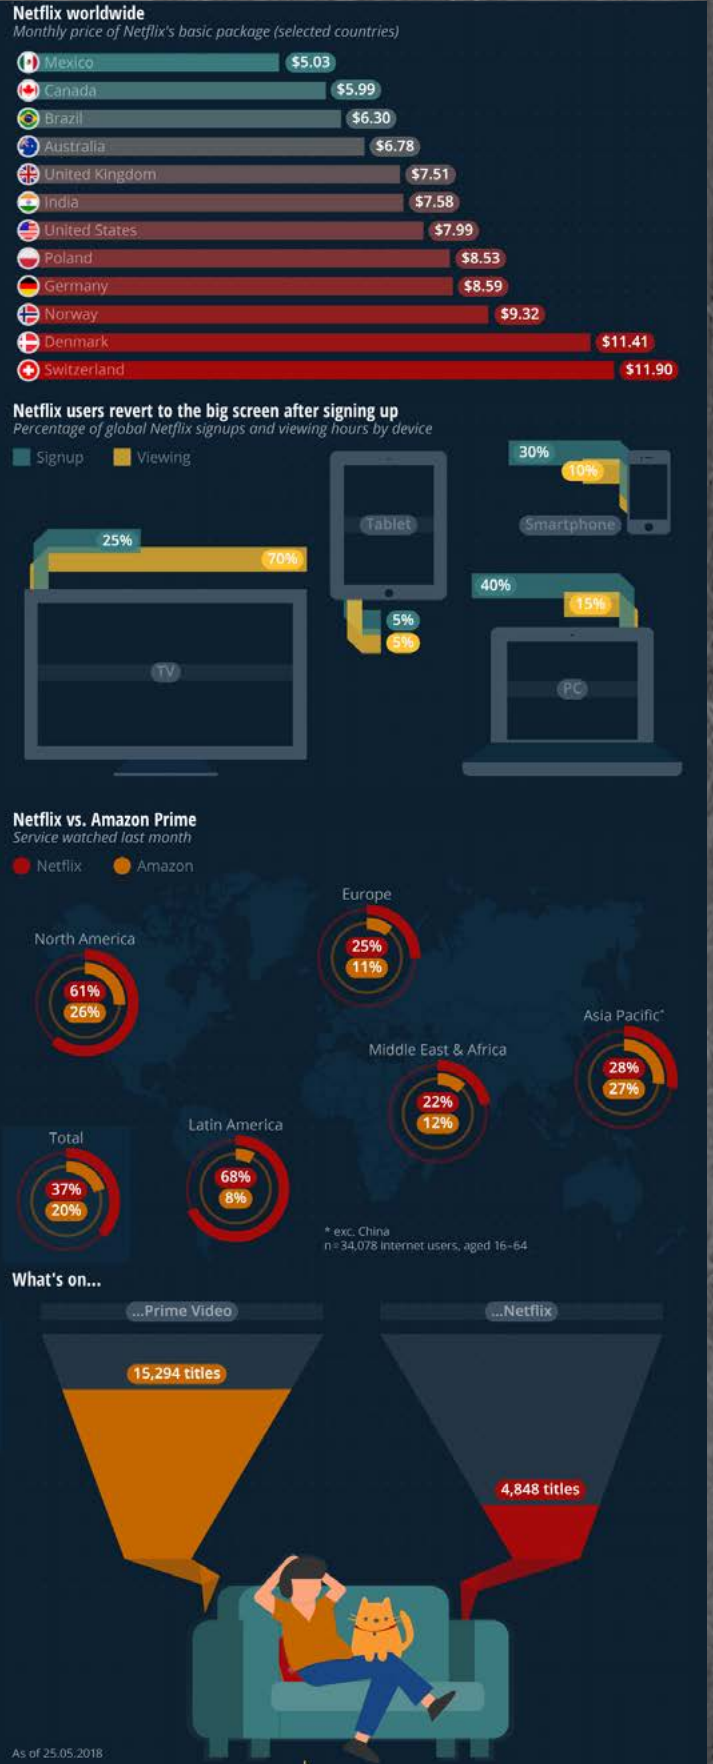 Netflix worldwide
Monthly price of Netflix's basic package (selected countries)
Mexico $5.03
Canada $5.99
Brazil $6.30
Australia $6.78
United Kingdom $7.51
India $7.58
United States $7.99
Poland $8.53
Germany $8.59
Norway $9.32
Denmark $11.41
Switzerland $11.90
Netflix users revert to the big screen after signing up
Percentage of global Netflix signups and viewing hours by device
Signup Viewing
25%
70%
TV
Tablet
5%
5%
30%
10%
Smartphone
40%
15%
PC
Netflix vs. Amazon Prime
Service watched last month
Netflix Amazon
Europe
25%
11%
North America
61%
26%
Asia Pacific*
28%
27%
Middle East & Africa
22%
12%
Latin America
68%
8%
Total
37%
20%
* exc. China
n=34,078 internet users, aged 16–64
What's on...
...Prime Video
...Netflix
15,294 titles
4,848 titles
As of 25.05.2018